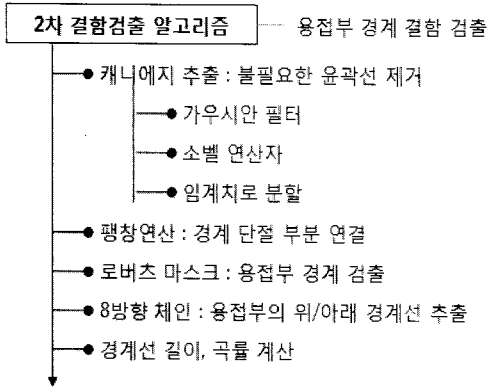 2차 결함검출 알고리즘 용접부 경계 결함 검출
캐니에지 추출 : 불필요한 윤곽선 제거
가우시안 필터
소벨 연산자
임계치로 분할
팽창연산 : 경계 단절 부분 연결
로버츠 마스크 : 용접부 경계 검출
8방향 체인 : 용접부의 위/아래 경계선 추출
경계선 길이, 곡률 계산